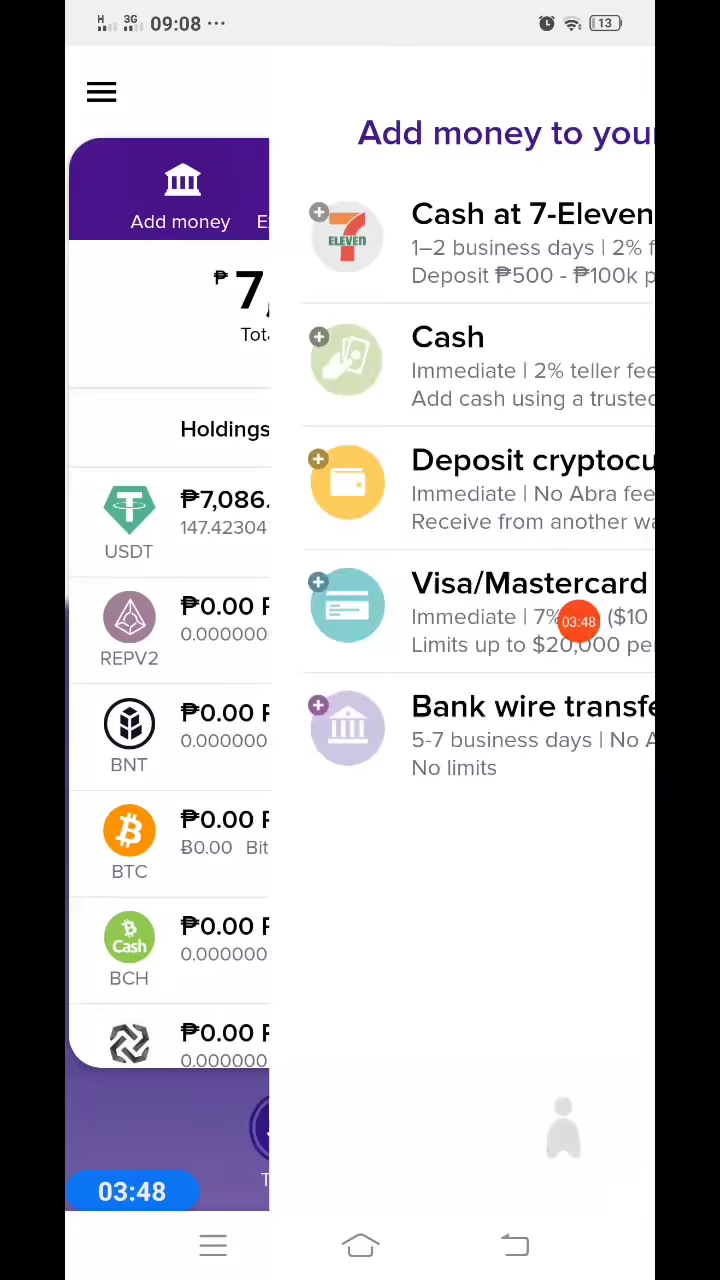 H 3G 09:08 ... 13
Add money to your
Add money E
₱7,
Tot
Holdings
₱7,086.
147.42304
USDT
₱0.00
0.000000
REPV2
₱0.00
0.000000
BNT
₱0.00
Ƀ0.00 Bit
BTC
₱0.00
0.000000
Cash
BCH
₱0.00
0.000000
7
ELEVEN
Cash at 7-Eleven
1–2 business days | 2% f
Deposit ₱500 - ₱100k p
Cash
Immediate | 2% teller fee
Add cash using a trusted
Deposit cryptocu
Immediate | No Abra fee
Receive from another wa
Visa/Mastercard
Immediate | 7% ($10
03:48
Limits up to $20,000 pe
Bank wire transfe
5-7 business days | No A
No limits
T
03:48